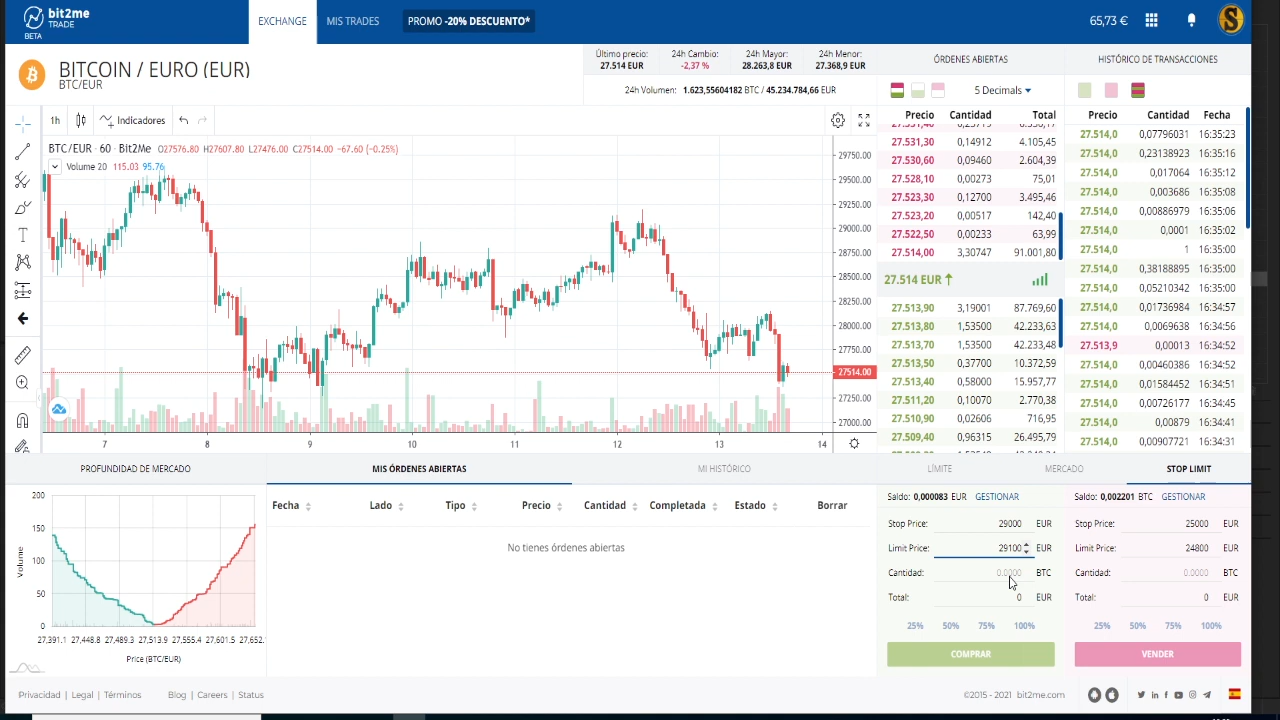 bit2me
TRADE
BETA
EXCHANGE
MIS TRADES
PROMO -20% DESCUENTO*
65,73 €
S
BITCOIN / EURO (EUR)
BTC/EUR
Último precio:
27.514 EUR
24h Cambio:
-2,37 %
24h Mayor:
28.263,8 EUR
24h Menor:
27.368,9 EUR
24h Volumen: 1.623,55604182 BTC / 45.234.784,66 EUR
1h
Indicadores
BTC/EUR · 60 · Bit2Me O27576.80 H27607.80 L27476.00 C27514.00 -67.60 (-0.25%)
Volume 20 115.03 95.76
29750.00
29500.00
29250.00
29000.00
28750.00
28500.00
28250.00
28000.00
27750.00
27514.00
27250.00
27000.00
7 8 9 10 11 12 13 14
ÓRDENES ABIERTAS
5 Decimals
Precio Cantidad Total
27.531,30 0,14912 4.105,45
27.530,60 0,09460 2.604,39
27.528,10 0,00273 75,01
27.523,30 0,12700 3.495,46
27.523,20 0,00517 142,40
27.522,50 0,00233 63,99
27.514,00 3,30747 91.001,80
27.514 EUR
27.513,90 3,19001 87.769,60
27.513,80 1,53500 42.233,63
27.513,70 1,53500 42.233,48
27.513,50 0,37700 10.372,59
27.513,40 0,58000 15.957,77
27.511,20 0,10070 2.770,38
27.510,90 0,02606 716,95
27.509,40 0,96315 26.495,79
HISTÓRICO DE TRANSACCIONES
Precio Cantidad Fecha
27.514,0 0,07796031 16:35:23
27.514,0 0,23138923 16:35:16
27.514,0 0,017064 16:35:12
27.514,0 0,003686 16:35:08
27.514,0 0,00886979 16:35:06
27.514,0 0,0001 16:35:02
27.514,0 1 16:35:00
27.514,0 0,38188895 16:35:00
27.514,0 0,05210342 16:35:00
27.514,0 0,01736984 16:34:57
27.514,0 0,0069638 16:34:56
27.513,9 0,00013 16:34:52
27.514,0 0,00460386 16:34:52
27.514,0 0,01584452 16:34:51
27.514,0 0,00726177 16:34:45
27.514,0 0,00879 16:34:41
27.514,0 0,00907721 16:34:31
PROFUNDIDAD DE MERCADO
200
150
100
50
0
Volume
27,391.1 27,448.8 27,489.3 27,513.9 27,555.4 27,601.5 27,652.
Price (BTC/EUR)
MIS ÓRDENES ABIERTAS
MI HISTÓRICO
Fecha Lado Tipo Precio Cantidad Completada Estado Borrar
No tienes órdenes abiertas
LÍMITE
MERCADO
STOP LIMIT
Saldo: 0,000083 EUR GESTIONAR
Stop Price: 29000 EUR
Limit Price: 29100 EUR
Cantidad: 0.0000 BTC
Total: 0 EUR
25% 50% 75% 100%
COMPRAR
Saldo: 0,002201 BTC GESTIONAR
Stop Price: 25000 EUR
Limit Price: 24800 EUR
Cantidad: 0.0000 BTC
Total: 0 EUR
25% 50% 75% 100%
VENDER
Privacidad | Legal | Términos
Blog | Careers | Status
©2015 - 2021 bit2me.com